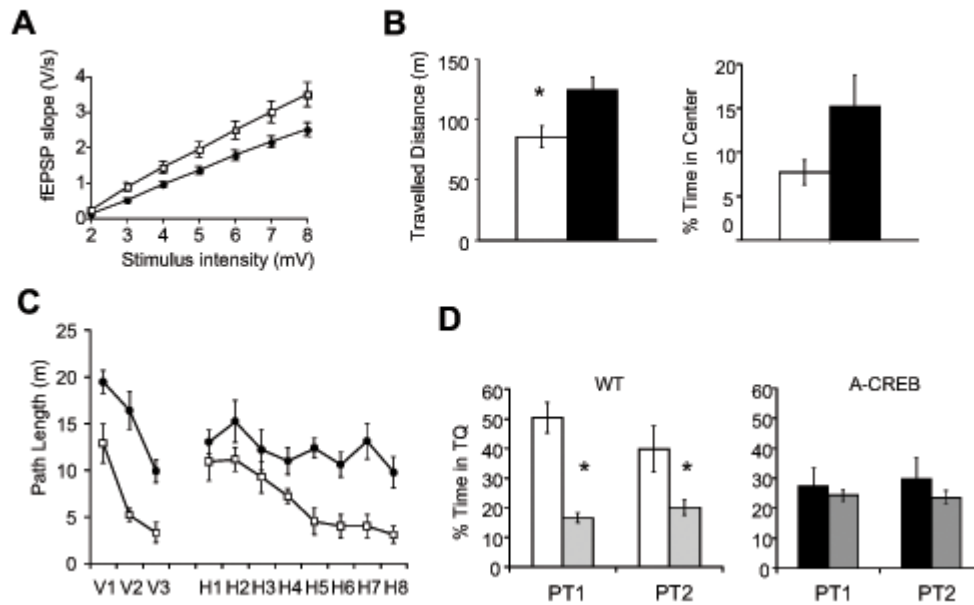 A
fEPSP slope (V/s)
4
3
2
1
0
2 3 4 5 6 7 8
Stimulus intensity (mV)
B
Travelled Distance (m)
150
100
50
0
*
% Time in Center
20
15
10
5
0
C
Path Length (m)
25
20
15
10
5
0
V1 V2 V3 H1 H2 H3 H4 H5 H6 H7 H8
D
% Time in TQ
WT
60
50
40
30
20
10
0
* *
PT1 PT2
A-CREB
60
50
40
30
20
10
0
PT1 PT2